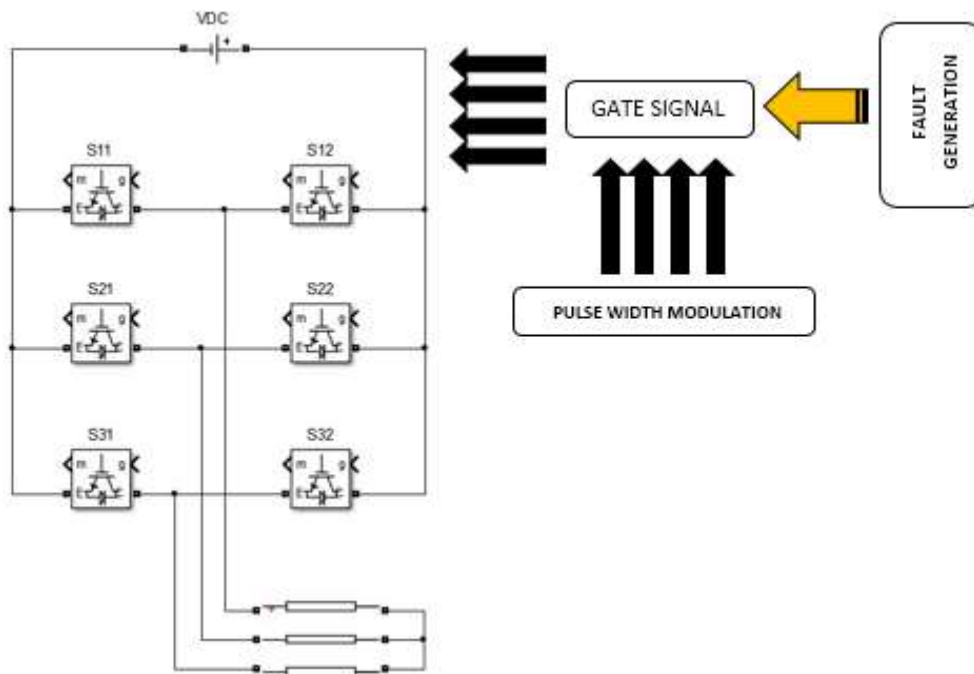 VDC
+
S11
S12
m
g
E
C
m
g
E
C
GATE SIGNAL
FAULT
GENERATION
S21
S22
m
g
E
C
m
g
E
C
PULSE WIDTH MODULATION
S31
S32
m
g
E
C
m
g
E
C
+